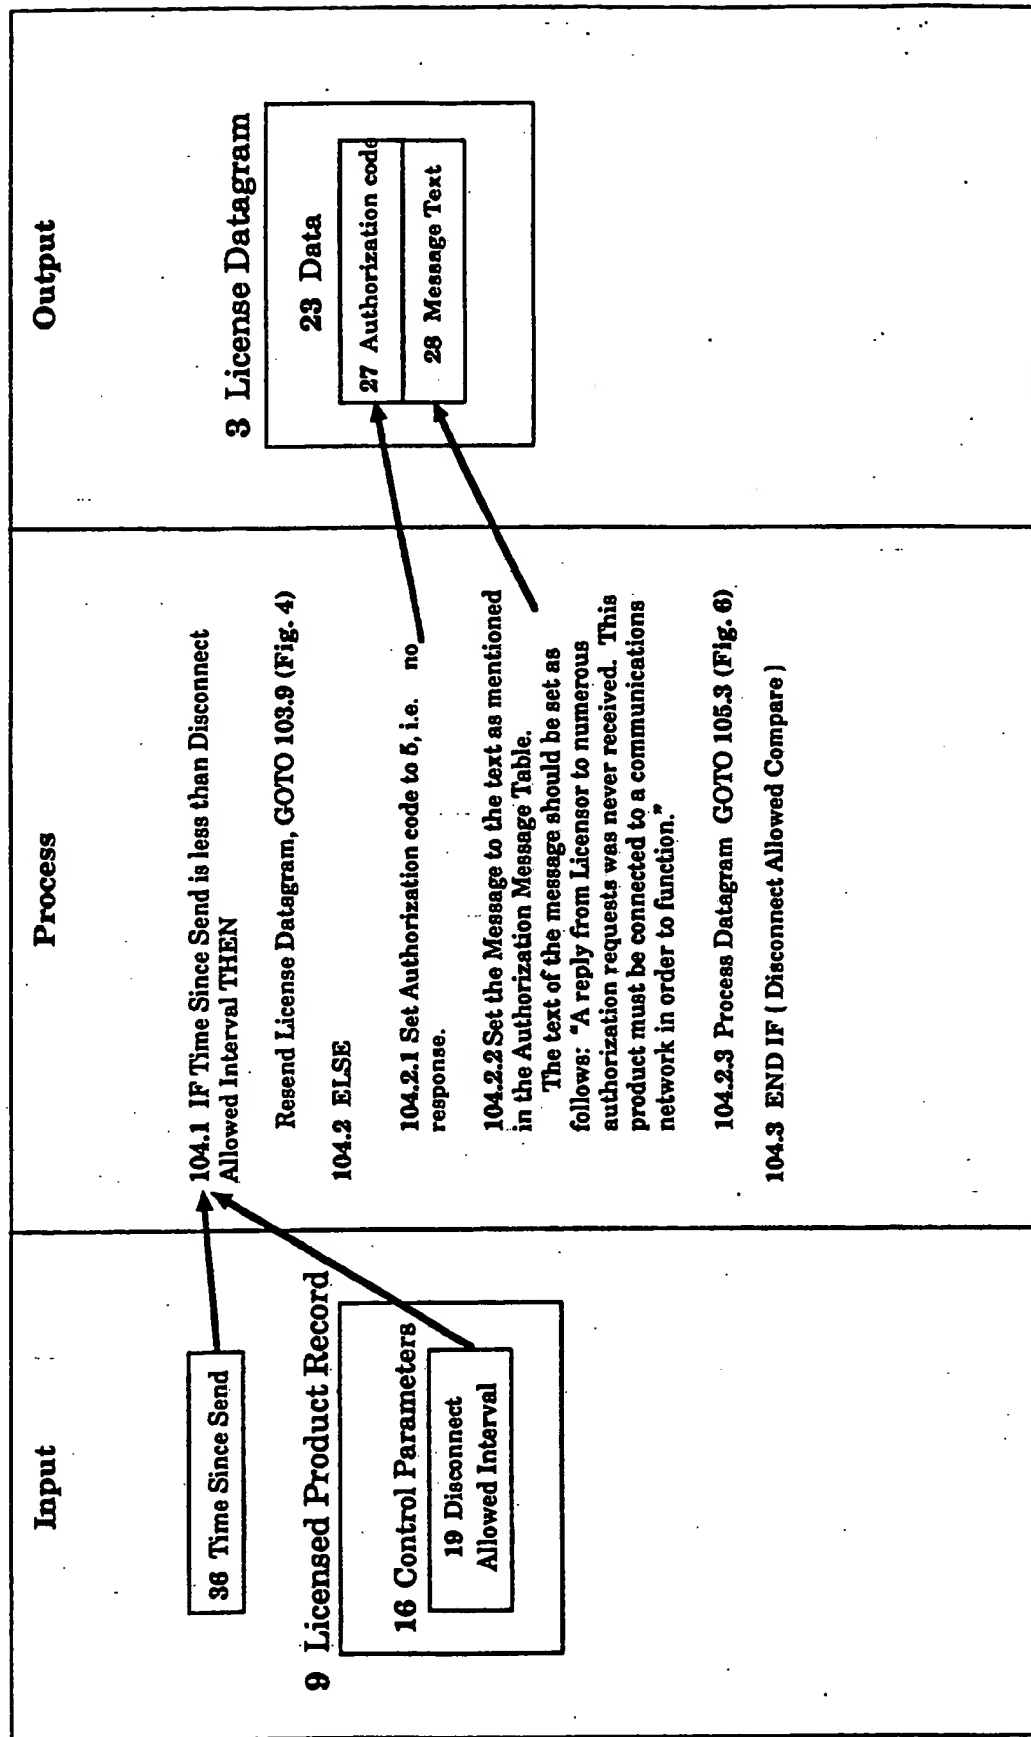 Input
36 Time Since Send
9 Licensed Product Record
16 Control Parameters
19 Disconnect
Allowed Interval
Process
104.1 IF Time Since Send is less than Disconnect
Allowed Interval THEN
Resend License Datagram, GOTO 103.9 (Fig. 4)
104.2 ELSE
104.2.1 Set Authorization code to 5, i.e. no
response.
104.2.2 Set the Message to the text as mentioned
in the Authorization Message Table.
The text of the message should be set as
follows: "A reply from Licensor to numerous
authorization requests was never received. This
product must be connected to a communications
network in order to function."
104.2.3 Process Datagram GOTO 105.3 (Fig. 6)
104.3 END IF ( Disconnect Allowed Compare )
Output
3 License Datagram
23 Data
27 Authorization code
28 Message Text